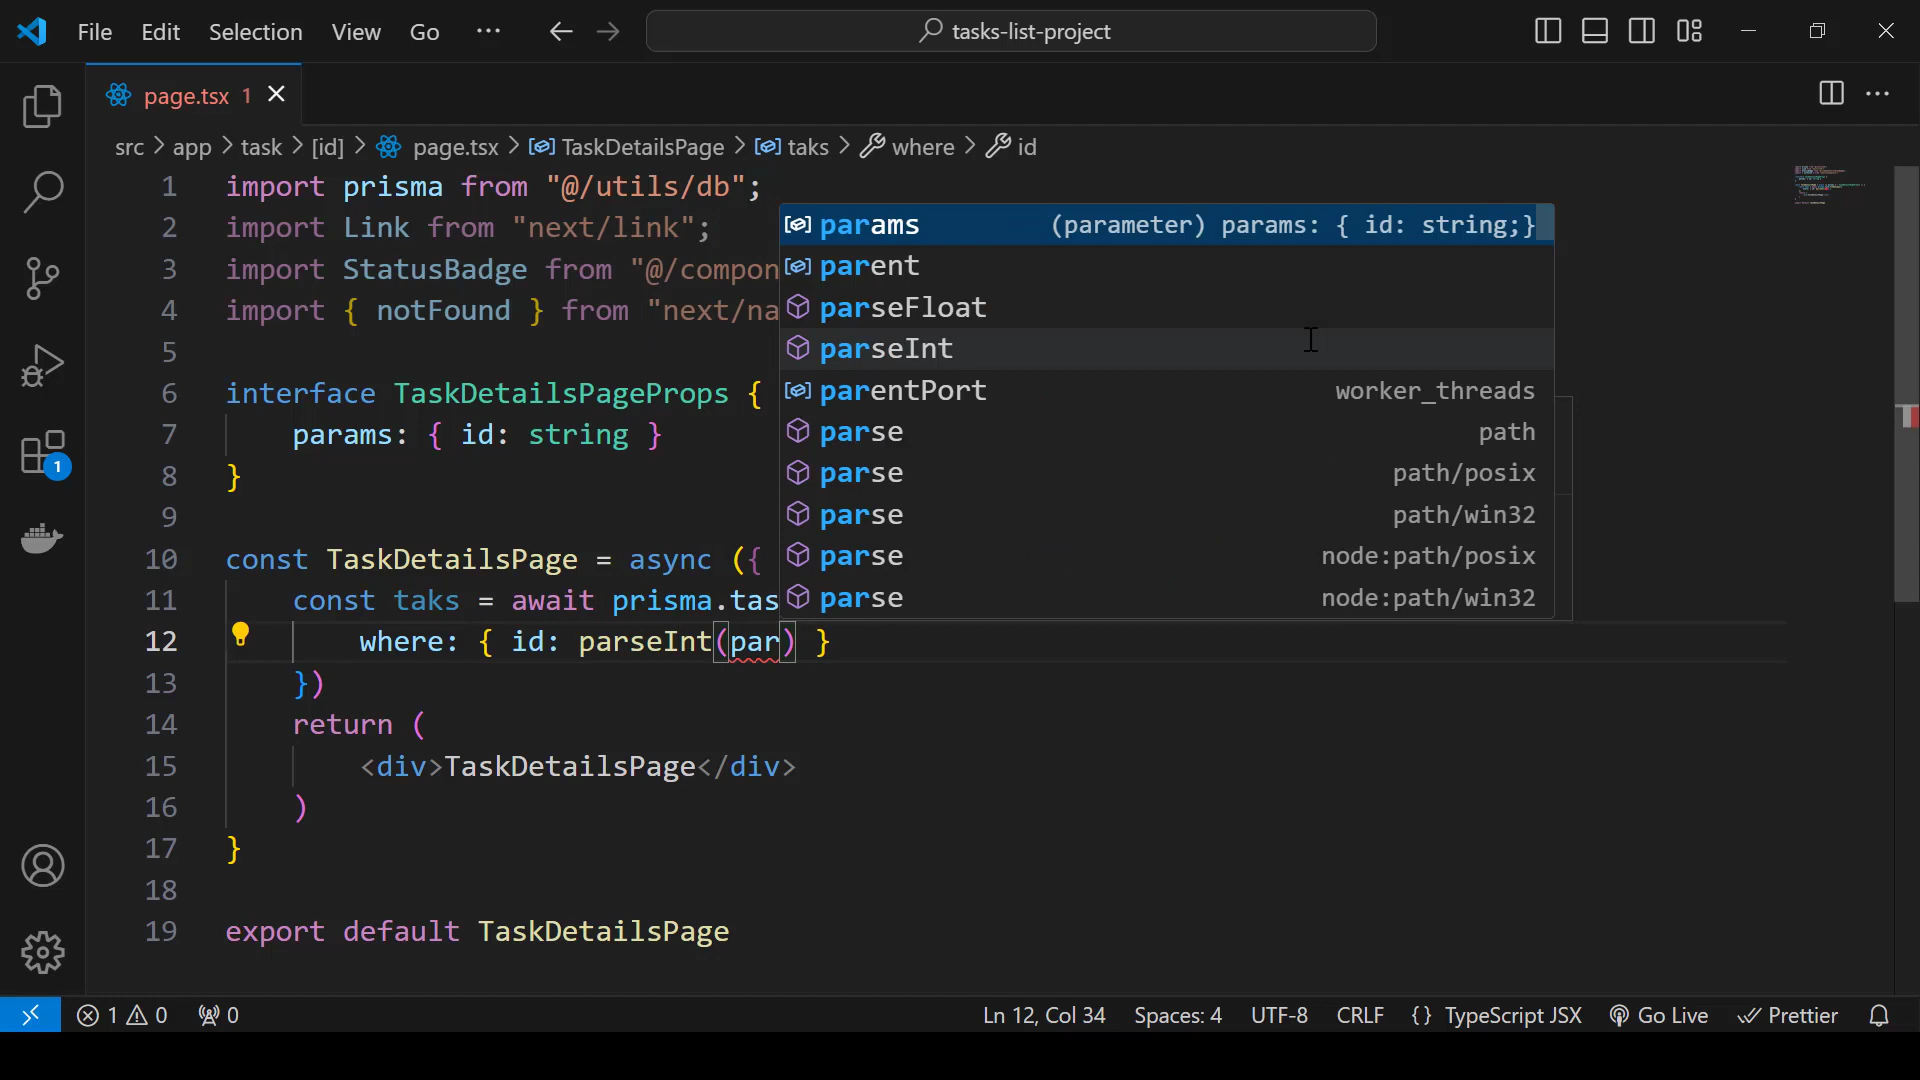 File Edit Selection View Go ··· tasks-list-project
page.tsx 1
src > app > task > [id] > page.tsx > TaskDetailsPage > taks > where > id
1 import prisma from "@/utils/db";
2 import Link from "next/link";
3 import StatusBadge from "@/compon
4 import { notFound } from "next/na
5
6 interface TaskDetailsPageProps {
7 params: { id: string }
8 }
9
10 const TaskDetailsPage = async ({
11 const taks = await prisma.tas
12 where: { id: parseInt(par) }
13 })
14 return (
15 <div>TaskDetailsPage</div>
16 )
17 }
18
19 export default TaskDetailsPage
params (parameter) params: { id: string;}
parent
parseFloat
parseInt
parentPort worker_threads
parse path
parse path/posix
parse path/win32
parse node:path/posix
parse node:path/win32
1
1 0 0 Ln 12, Col 34 Spaces: 4 UTF-8 CRLF {} TypeScript JSX Go Live Prettier